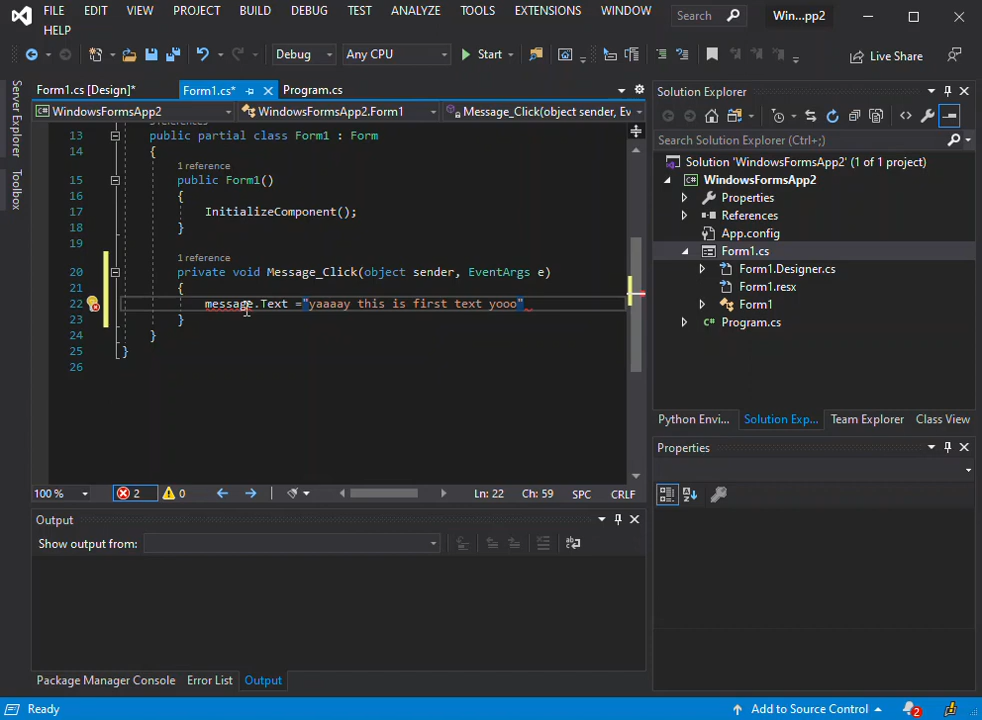 FILE EDIT VIEW PROJECT BUILD DEBUG TEST ANALYZE TOOLS EXTENSIONS WINDOW Search Win...pp2
HELP
Debug Any CPU Start Live Share
Server Explorer
Toolbox
Form1.cs [Design]* Form1.cs* Program.cs
WindowsFormsApp2 WindowsFormsApp2.Form1 Message_Click(object sender, Ev
13 public partial class Form1 : Form
14 {
1 reference
15 public Form1()
16 {
17 InitializeComponent();
18 }
19
1 reference
20 private void Message_Click(object sender, EventArgs e)
21 {
22 message.Text ="yaaaay this is first text yooo"
23 }
24 }
25 }
26
100 % 2 0 Ln: 22 Ch: 59 SPC CRLF
Output
Show output from:
Package Manager Console Error List Output
Solution Explorer
Search Solution Explorer (Ctrl+;)
Solution 'WindowsFormsApp2' (1 of 1 project)
WindowsFormsApp2
Properties
References
App.config
Form1.cs
Form1.Designer.cs
Form1.resx
Form1
Program.cs
Python Envi... Solution Exp... Team Explorer Class View
Properties
Ready Add to Source Control 2